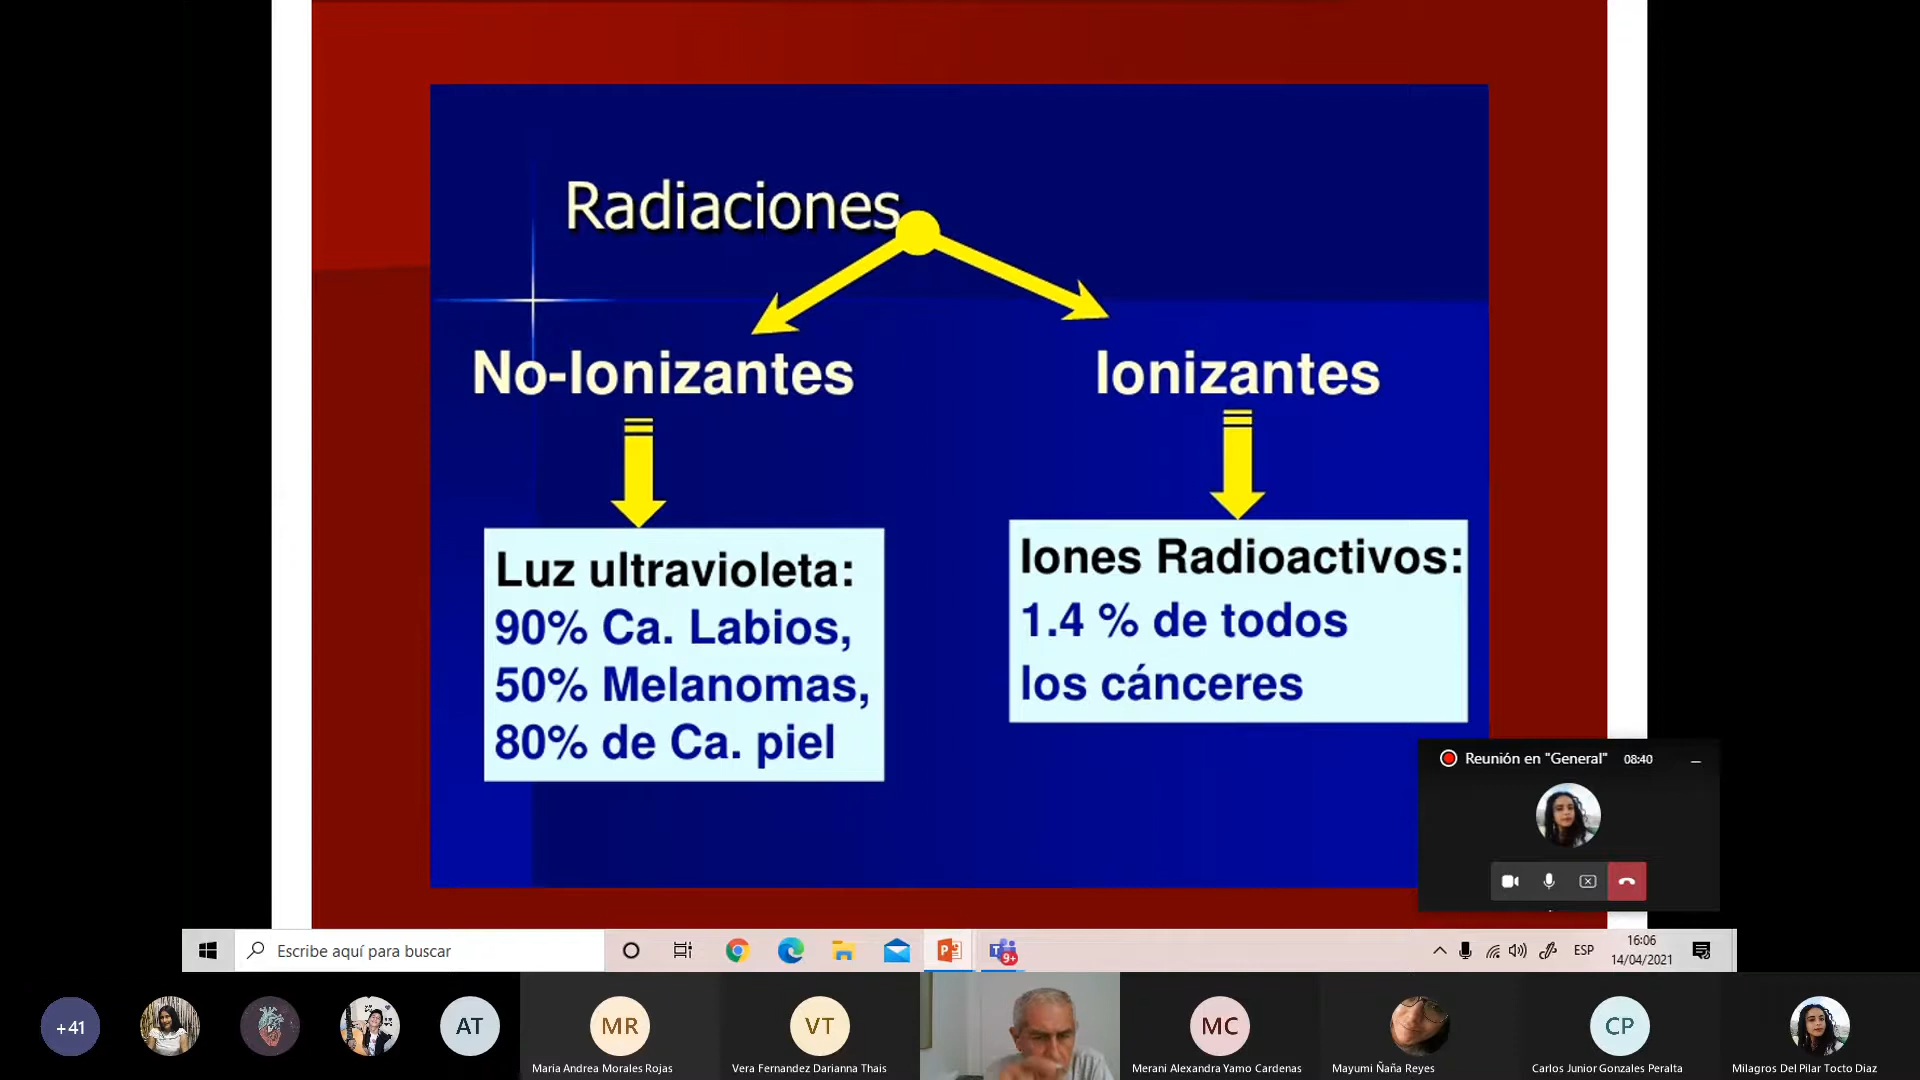 Radiaciones
No-Ionizantes
Ionizantes
Luz ultravioleta:
90% Ca. Labios,
50% Melanomas,
80% de Ca. piel
Iones Radioactivos:
1.4 % de todos
los cánceres
Reunión en "General" 08:40
Escribe aquí para buscar
9+
ESP
16:06
14/04/2021
+41
AT
MR
Maria Andrea Morales Rojas
VT
Vera Fernandez Darianna Thais
MC
Merani Alexandra Yamo Cardenas
Mayumi Ñaña Reyes
CP
Carlos Junior Gonzales Peralta
Milagros Del Pilar Tocto Diaz